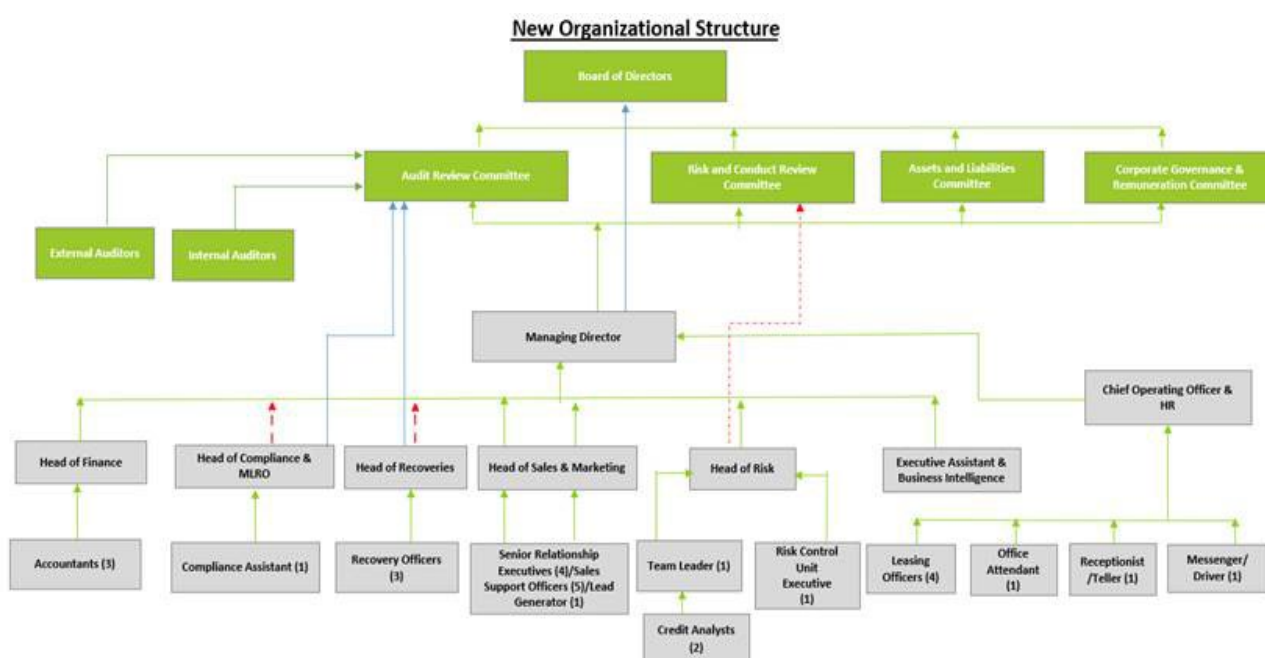 New Organizational Structure
Board of Directors
Audit Review Committee
Risk and Conduct Review
Committee
Assets and Liabilities
Committee
Corporate Governance &
Remuneration Committee
External Auditors
Internal Auditors
Managing Director
Chief Operating Officer &
HR
Head of Finance
Head of Compliance &
MLRO
Head of Recoveries
Head of Sales & Marketing
Head of Risk
Executive Assistant &
Business Intelligence
Accountants (3)
Compliance Assistant (1)
Recovery Officers
(3)
Senior Relationship
Executives (4)/Sales
Support Officers (5)/Lead
Generator (1)
Team Leader (1)
Risk Control
Unit
Executive
(1)
Leasing
Officers (4)
Office
Attendant
(1)
Receptionist
/Teller (1)
Messenger/
Driver (1)
Credit Analysts
(2)